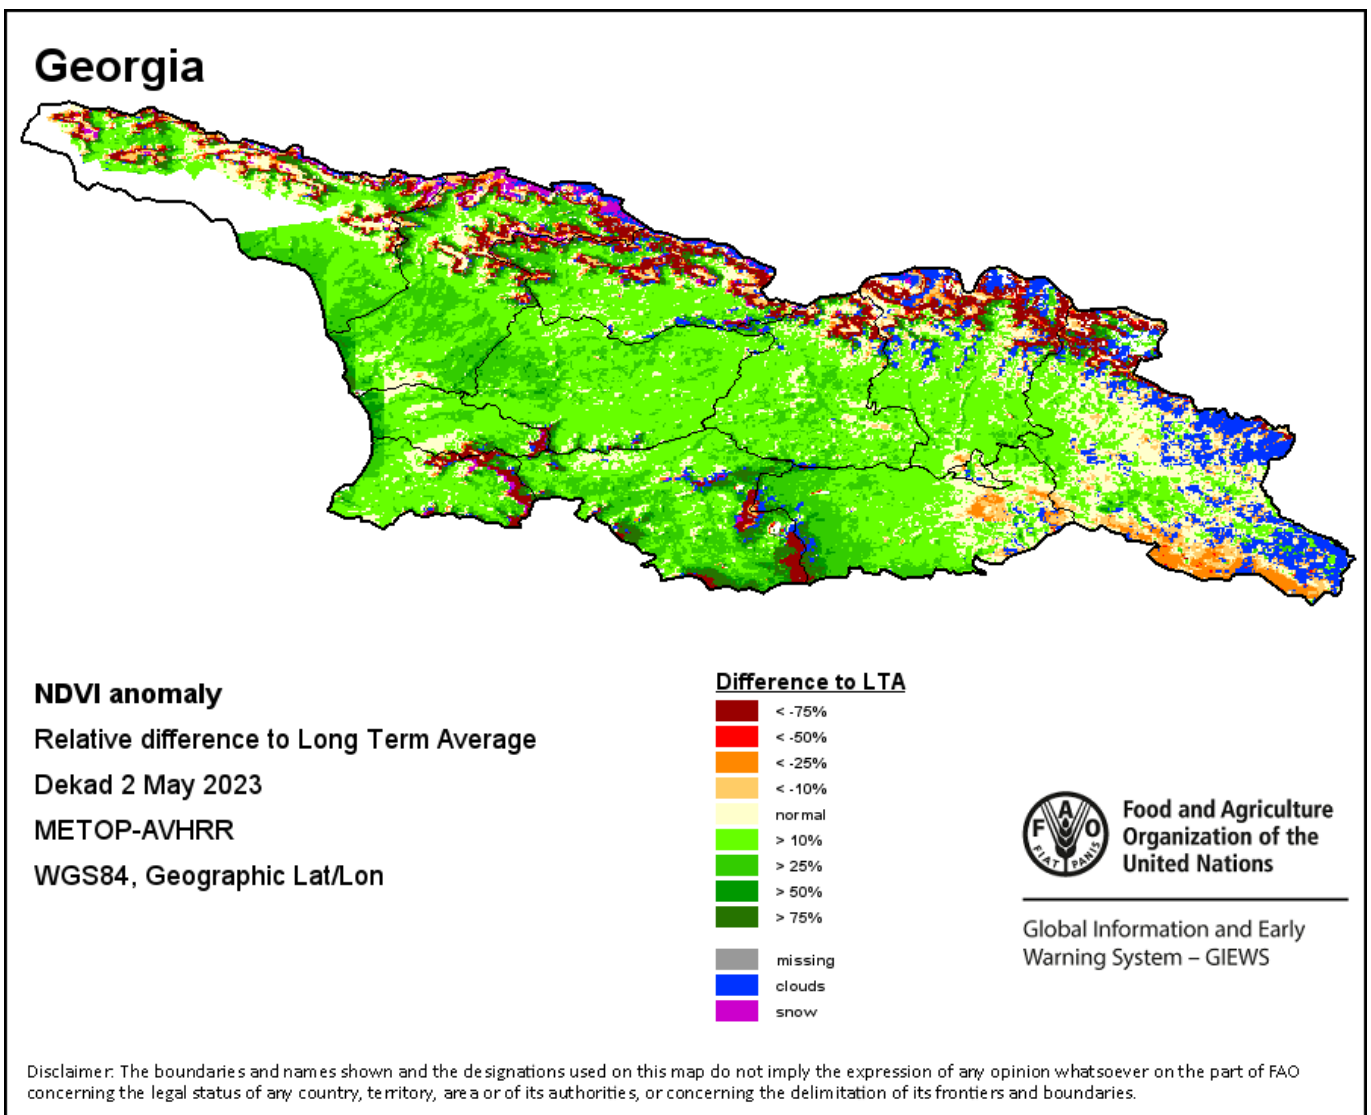 Georgia
NDVI anomaly
Relative difference to Long Term Average
Dekad 2 May 2023
METOP-AVHRR
WGS84, Geographic Lat/Lon
Difference to LTA
< -75%
< -50%
< -25%
< -10%
normal
> 10%
> 25%
> 50%
> 75%
missing
clouds
snow
F A O
FIAT PANIS
Food and Agriculture
Organization of the
United Nations
Global Information and Early
Warning System – GIEWS
Disclaimer: The boundaries and names shown and the designations used on this map do not imply the expression of any opinion whatsoever on the part of FAO
concerning the legal status of any country, territory, area or of its authorities, or concerning the delimitation of its frontiers and boundaries.